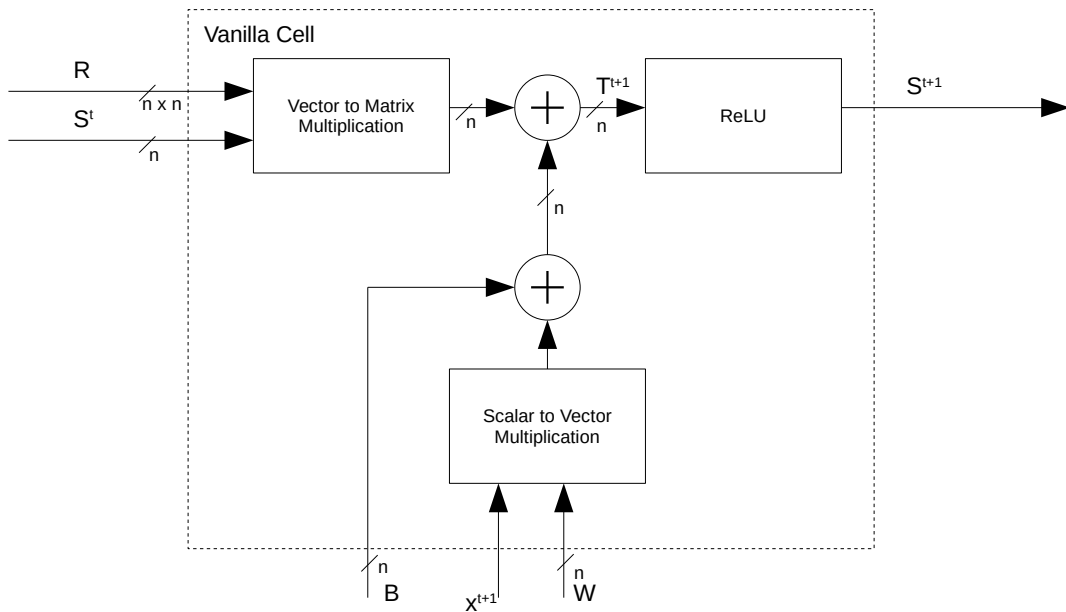 Vanilla Cell
R
n x n
S^t
n
Vector to Matrix
Multiplication
n
T^t+1
n
ReLU
S^t+1
n
Scalar to Vector
Multiplication
n
B
x^t+1
n
W